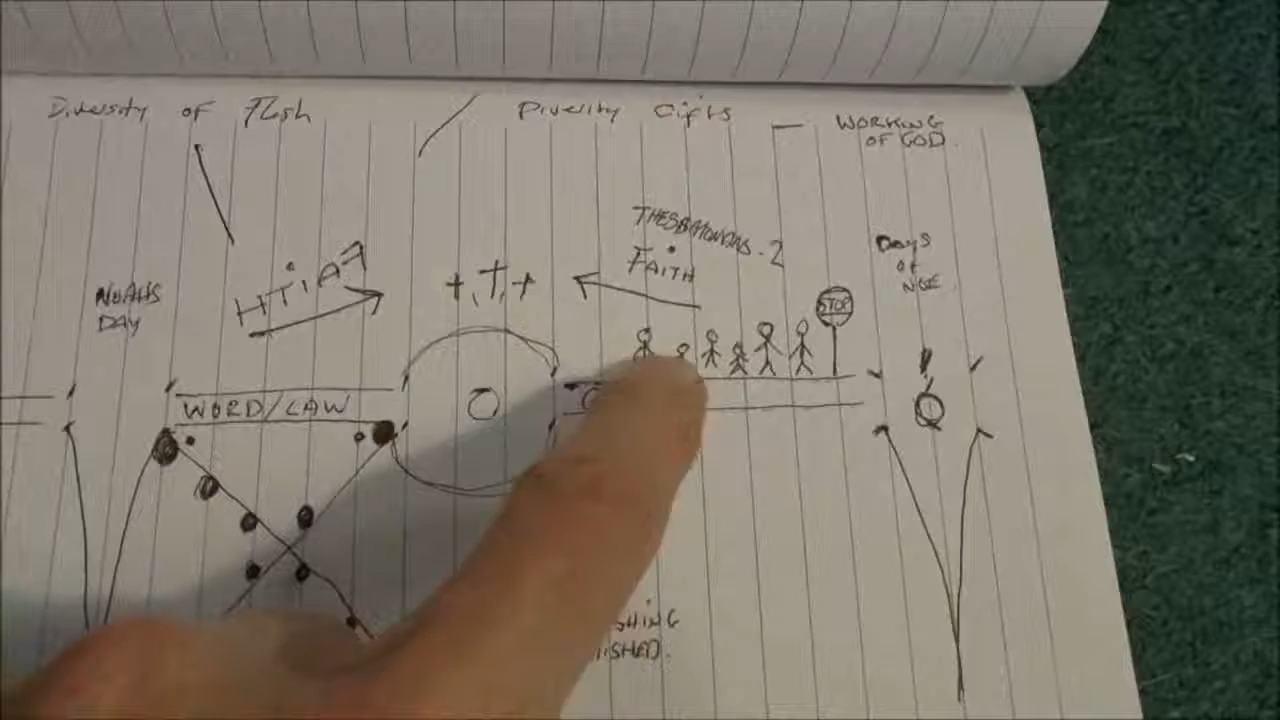 Diversity of Flesh
Diversity Gifts — WORKING
OF GOD.
THESSALONIANS-2
FAITH
HTIAF
NOAHS
DAY
Days
of
NOE.
STOP
WORD/LAW